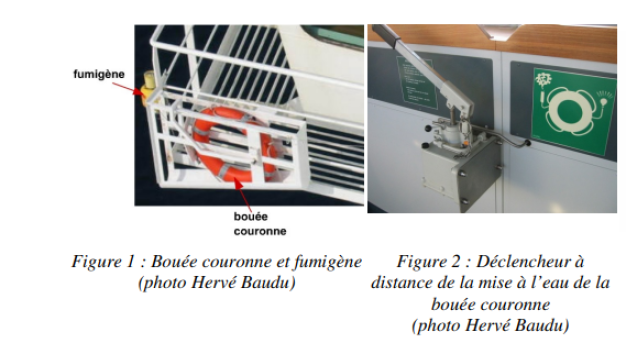 fumigène
bouée
couronne
Figure 1 : Bouée couronne et fumigène
(photo Hervé Baudu)
Figure 2 : Déclencheur à
distance de la mise à l'eau de la
bouée couronne
(photo Hervé Baudu)